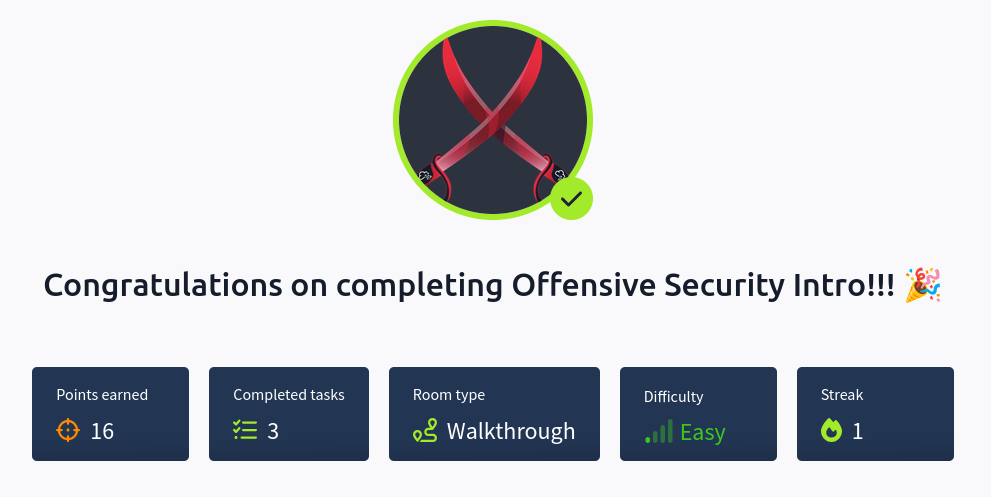 Congratulations on completing Offensive Security Intro!!! 🎉
Points earned
16
Completed tasks
3
Room type
Walkthrough
Difficulty
Easy
Streak
1